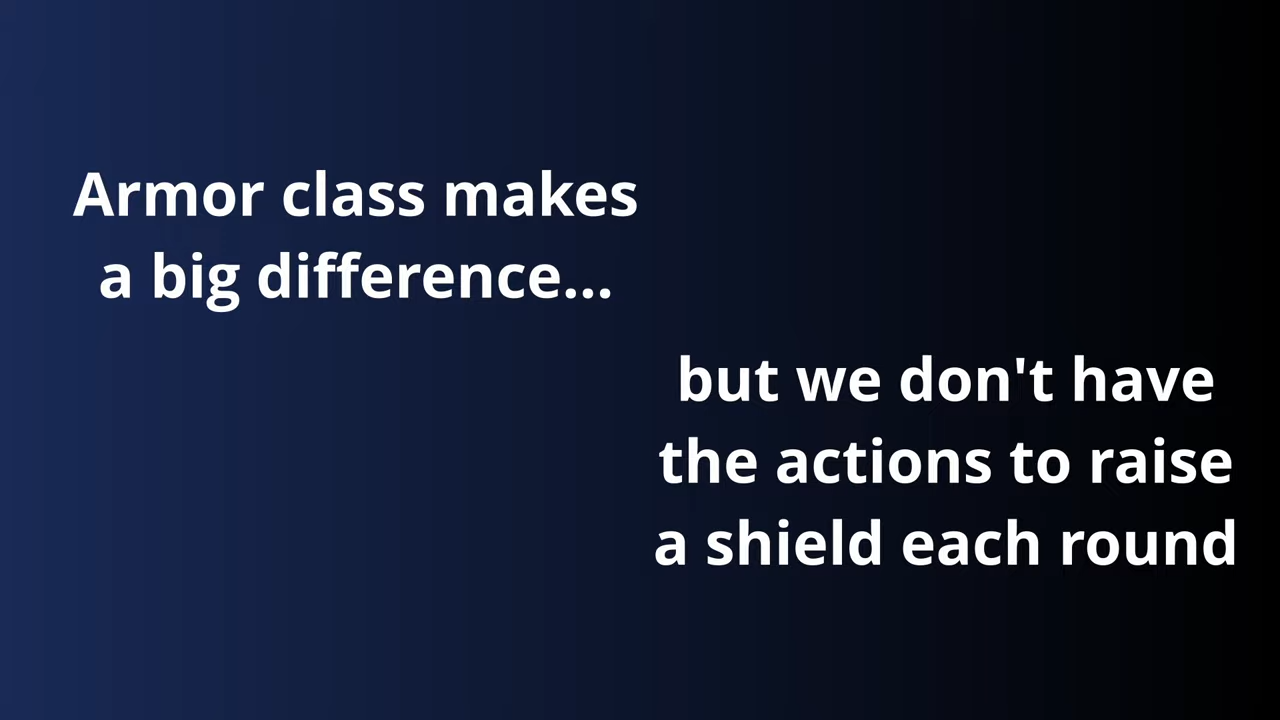 Armor class makes
a big difference...
but we don't have
the actions to raise
a shield each round